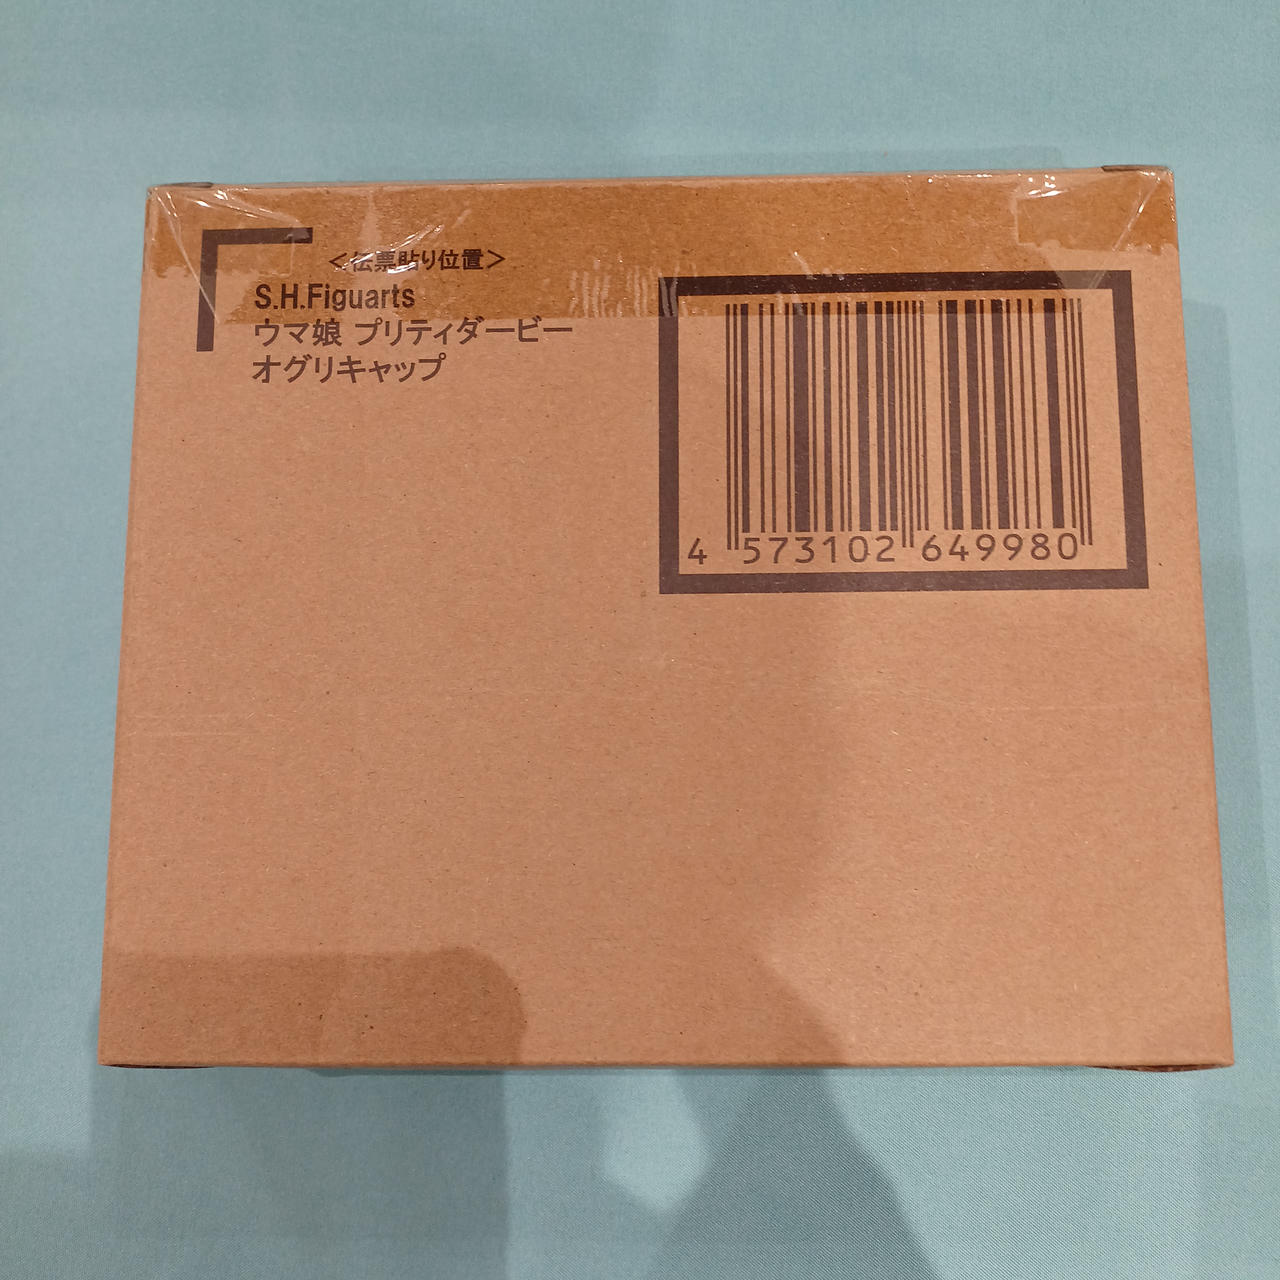 ＜伝票貼り位置＞
S.H.Figuarts
ウマ娘 プリティダービー
オグリキャップ
4 573102 649980